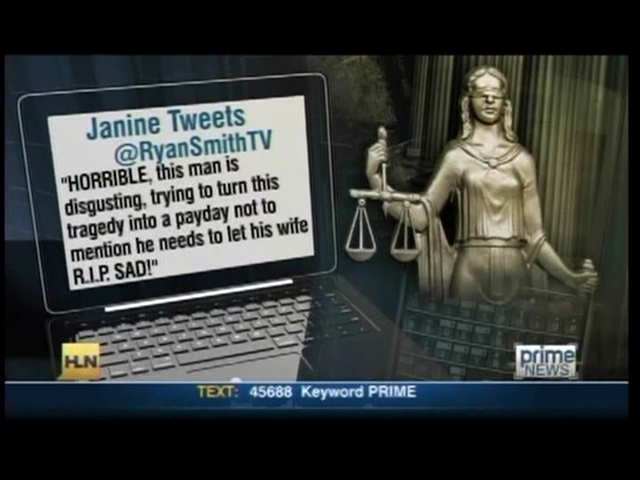 Janine Tweets
@RyanSmithTV
"HORRIBLE, this man is
disgusting, trying to turn this
tragedy into a payday not to
mention he needs to let his wife
R.I.P. SAD!"
HLN
prime
NEWS
TEXT: 45688 Keyword PRIME